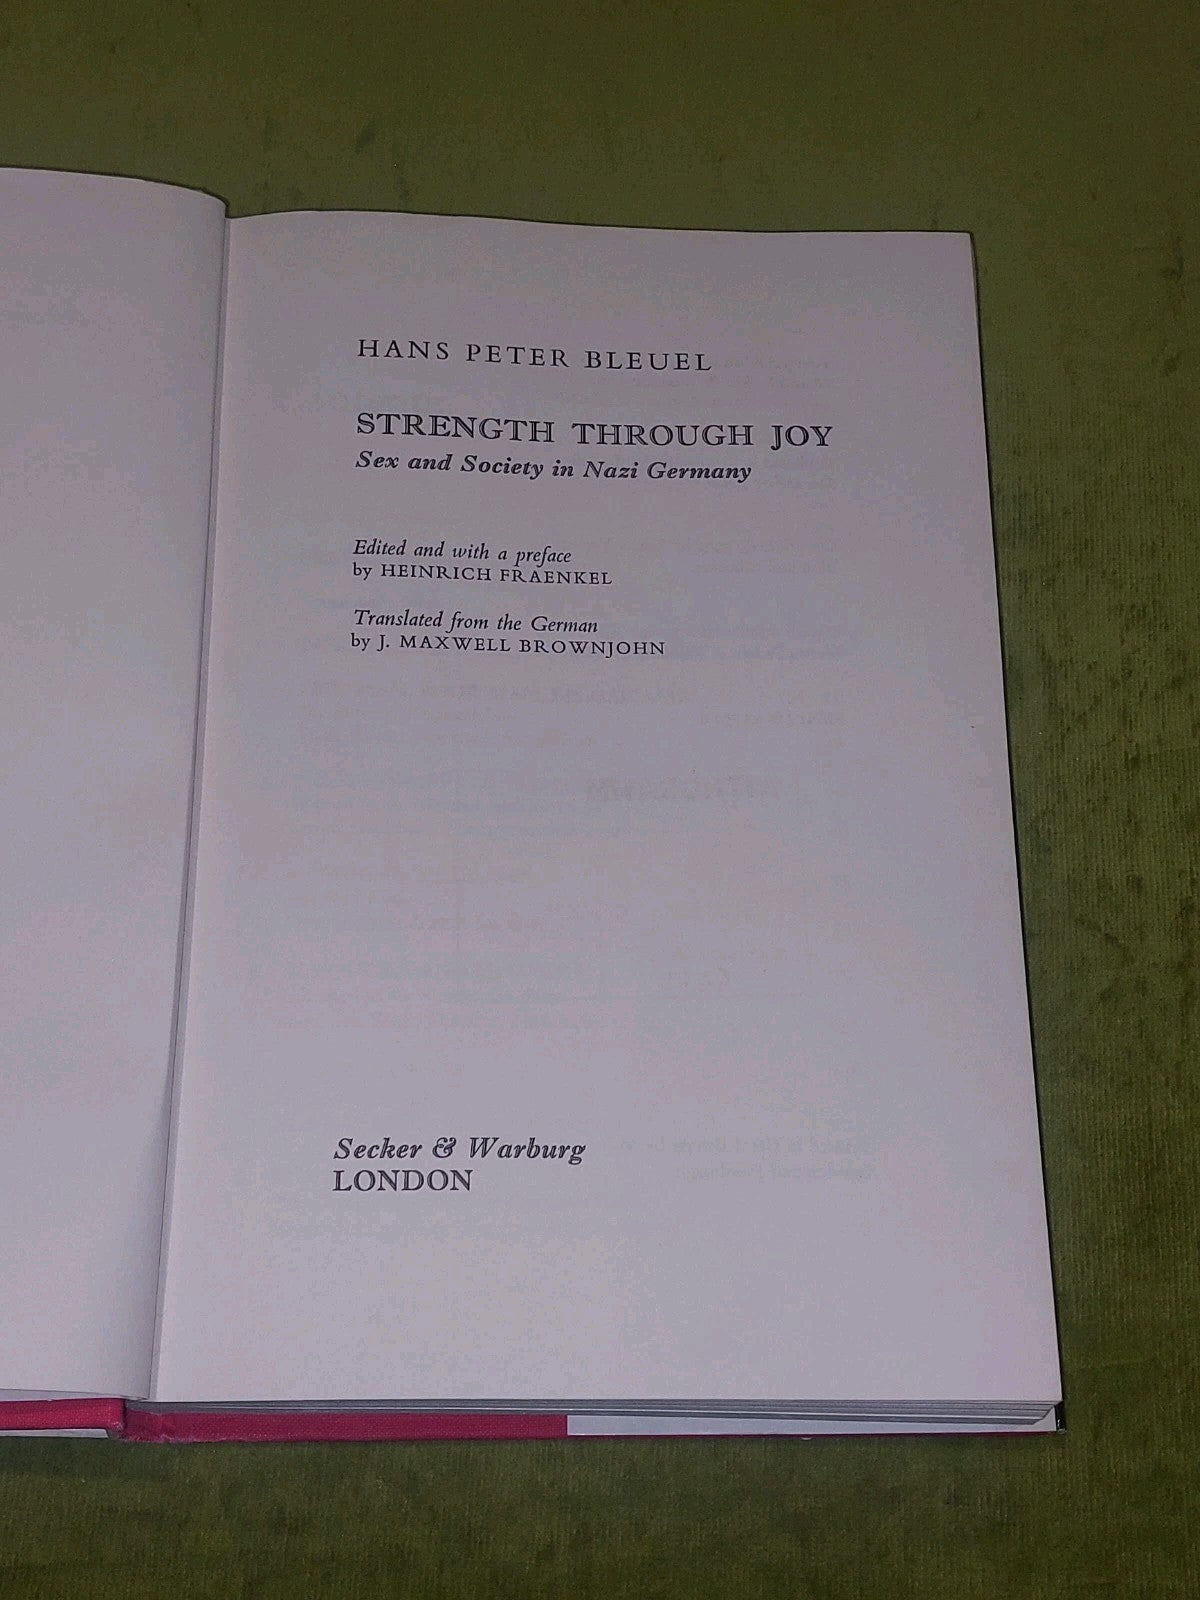 HANS PETER BLEUEL
STRENGTH THROUGH JOY
Sex and Society in Nazi Germany
Edited and with a preface
by HEINRICH FRAENKEL
Translated from the German
by J. MAXWELL BROWNJOHN
Secker & Warburg
LONDON